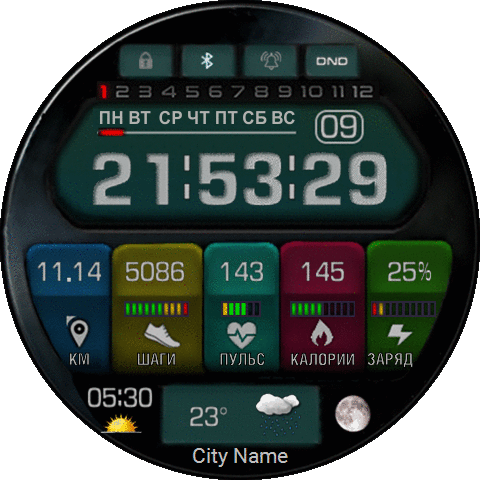 DND
1 2 3 4 5 6 7 8 9 10 11 12
ПН ВТ СР ЧТ ПТ СБ ВС
09
21:53:29
11.14 5086 143 145 25%
КМ ШАГИ ПУЛЬС КАЛОРИИ ЗАРЯД
05:30
23°
City Name